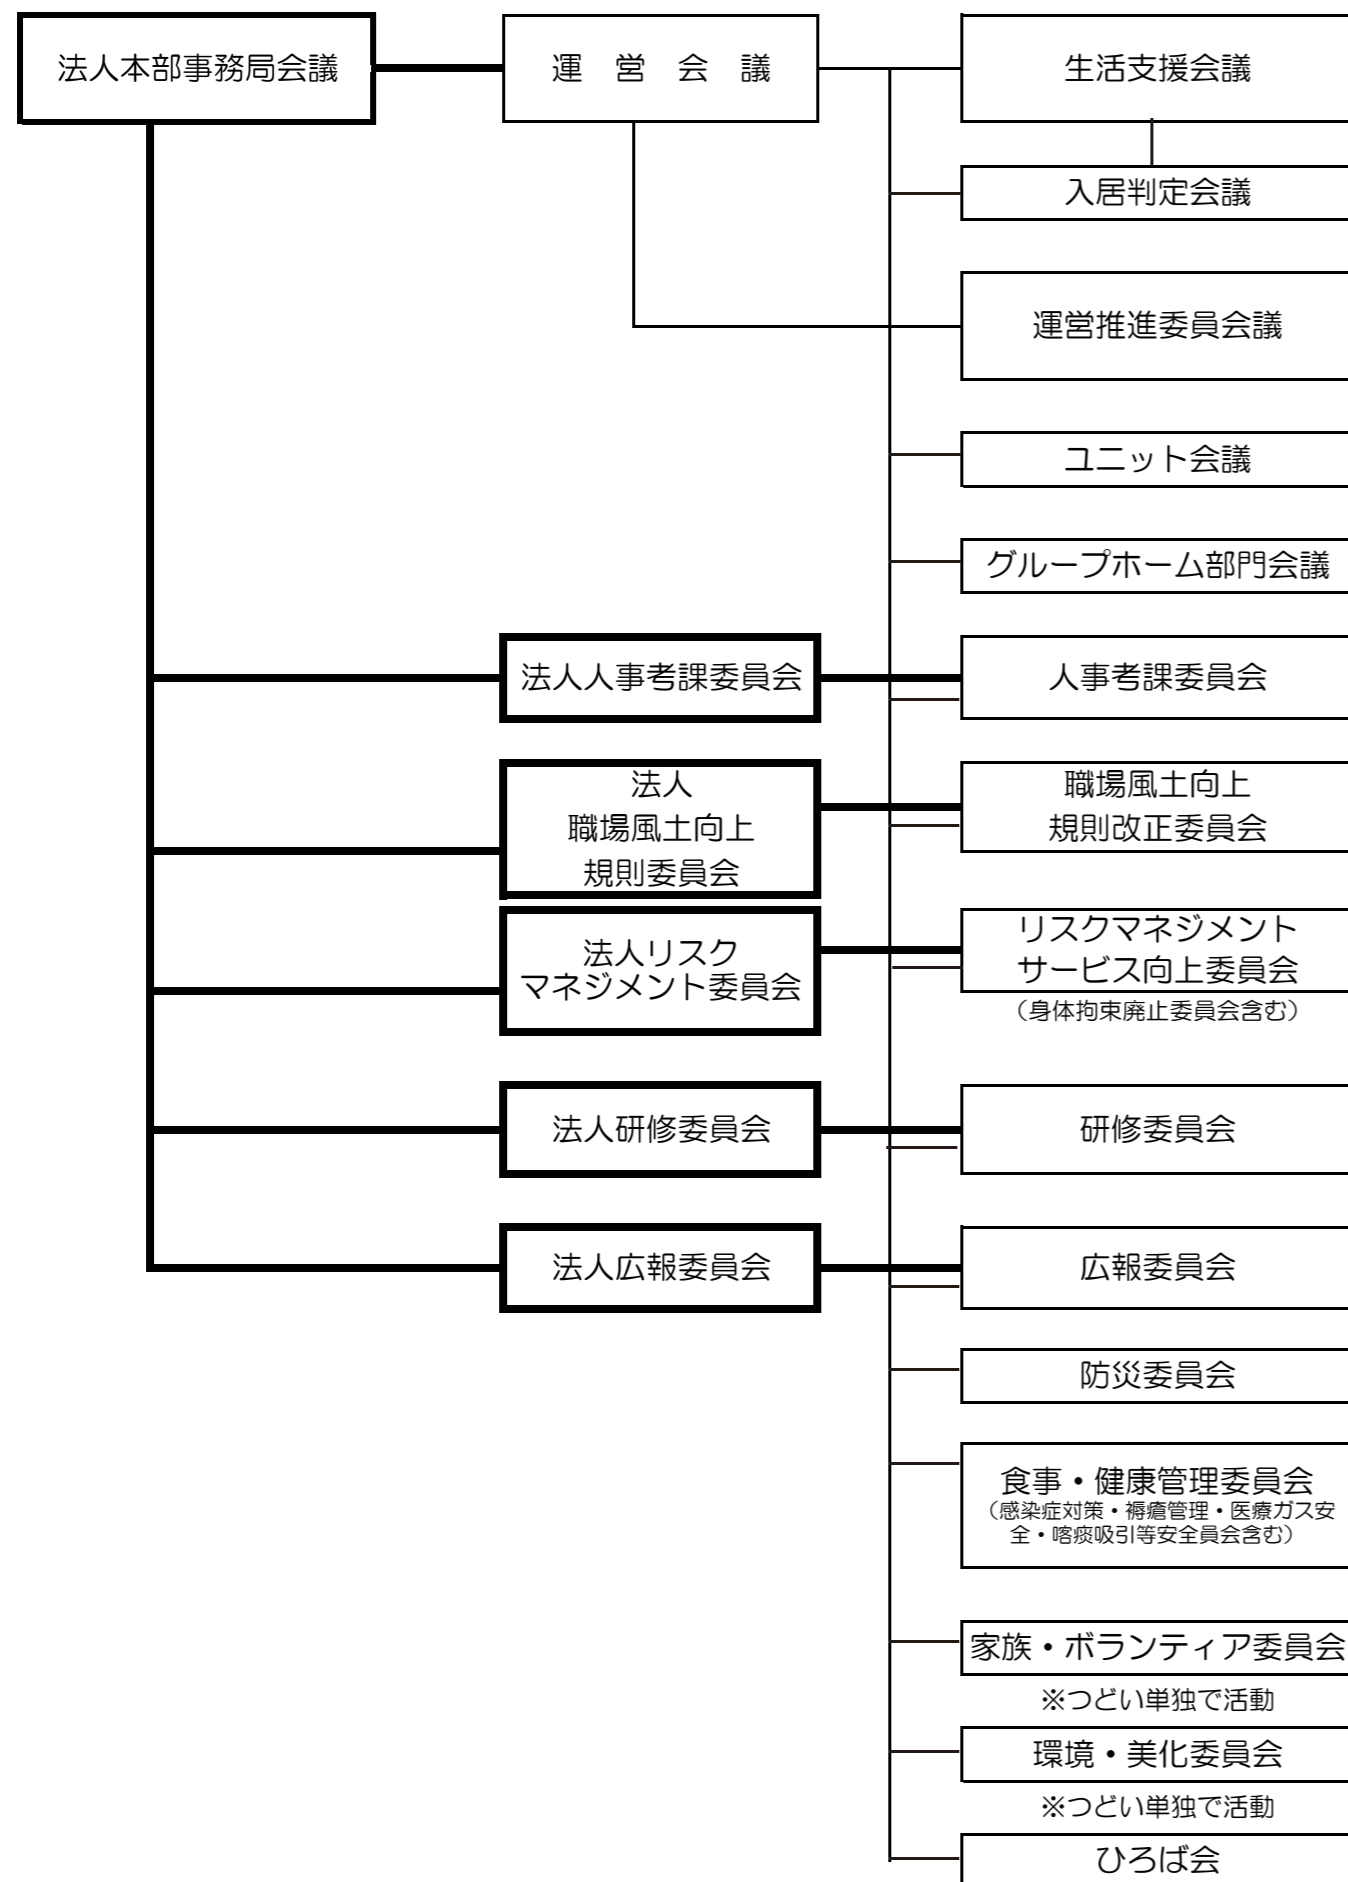 法人本部事務局会議
運　営　会　議
生活支援会議
入居判定会議
運営推進委員会議
ユニット会議
グループホーム部門会議
法人人事考課委員会
人事考課委員会
法人
職場風土向上
規則委員会
職場風土向上
規則改正委員会
法人リスク
マネジメント委員会
リスクマネジメント
サービス向上委員会
（身体拘束廃止委員会含む）
法人研修委員会
研修委員会
法人広報委員会
広報委員会
防災委員会
食事・健康管理委員会
（感染症対策・褥瘡管理・医療ガス安
全・喀痰吸引等安全員会含む）
家族・ボランティア委員会
※つどい単独で活動
環境・美化委員会
※つどい単独で活動
ひろば会